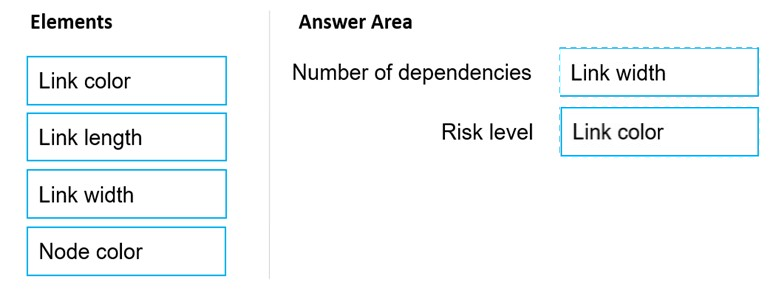 Elements
Answer Area
Link color
Number of dependencies
Link width
Link length
Risk level
Link color
Link width
Node color